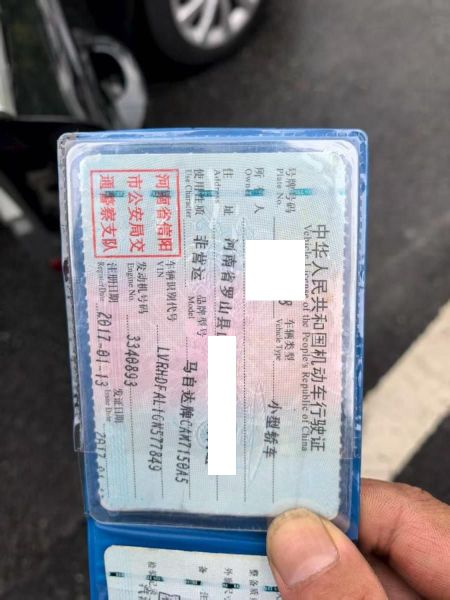 中华人民共和国机动车行驶证
Vehicle License of the People's Republic of China
号牌号码 车辆类型 小型轿车
Plate No. Vehicle Type
所有人
Owner
住址 河南省罗山县
Address
使用性质 非营运 品牌型号 马自达牌CAM7150A5
Use Character Model
河南省信阳
市公安局交
通警察支队
车辆识别代号 LVRHDFAL1GN577849
VIN
发动机号码 3340893
Engine No.
注册日期 2017-01-13 发证日期 2017
Register Date Issue Date